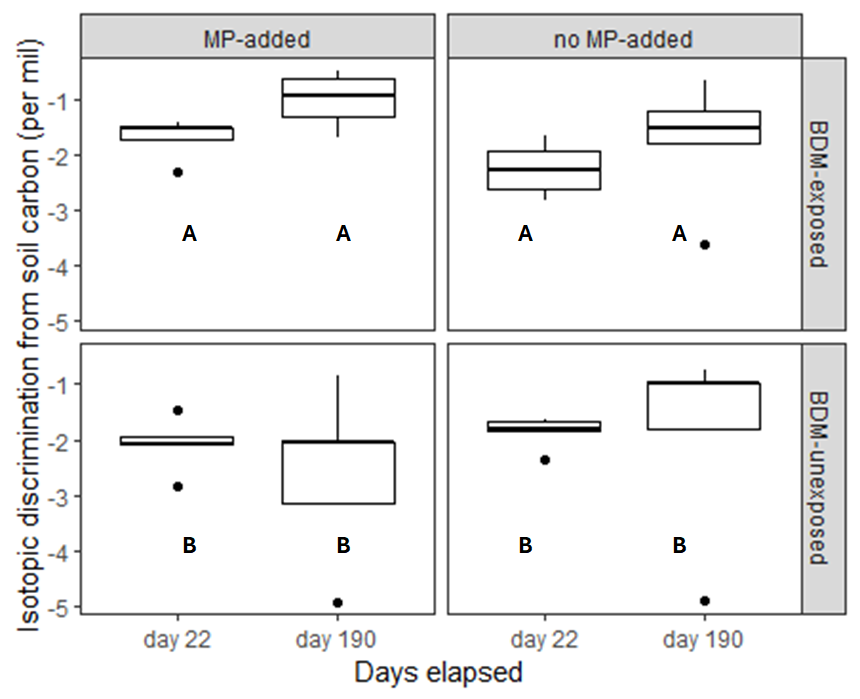 MP-added
no MP-added
Isotopic discrimination from soil carbon (per mil)
-1
-2
-3
-4
-5
A
A
A
A
BDM-exposed
-1
-2
-3
-4
-5
B
B
B
B
BDM-unexposed
day 22
day 190
day 22
day 190
Days elapsed